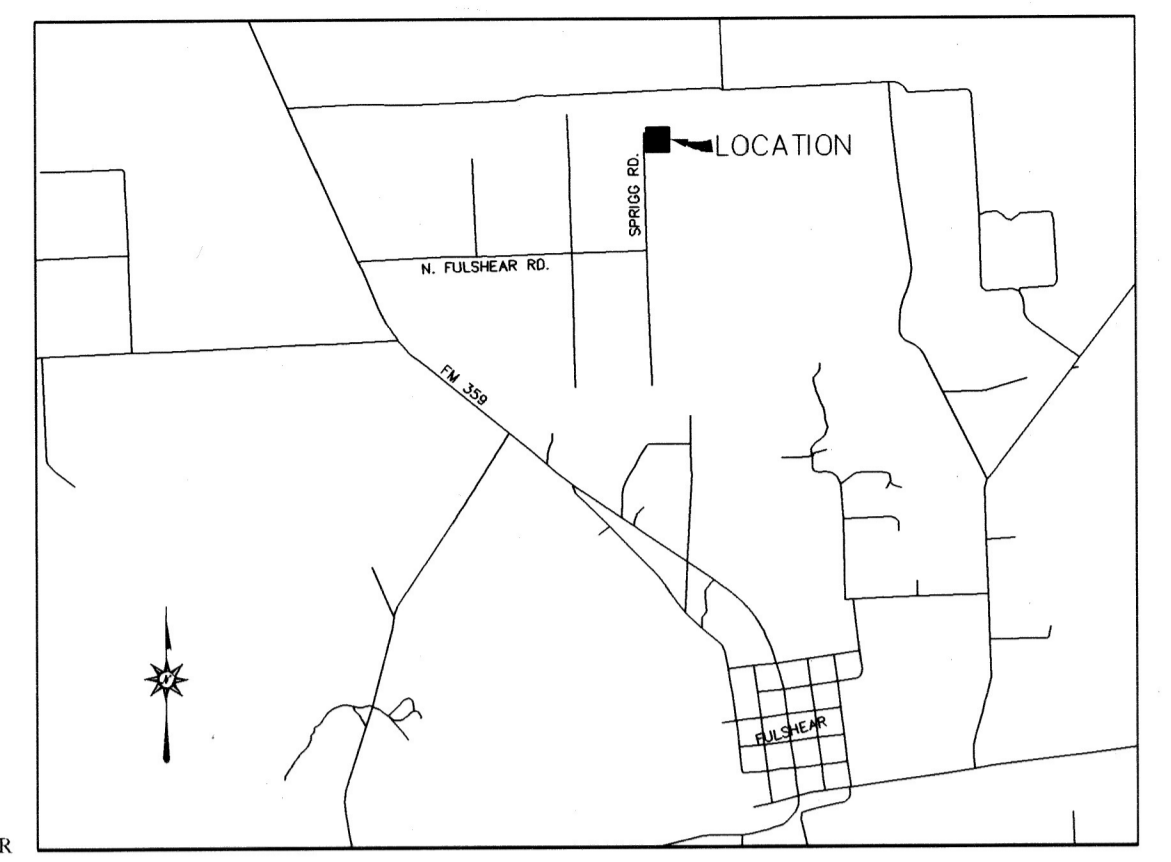 LOCATION
SPRIGG RD.
N. FULSHEAR RD.
FM 359
N
FULSHEAR
R